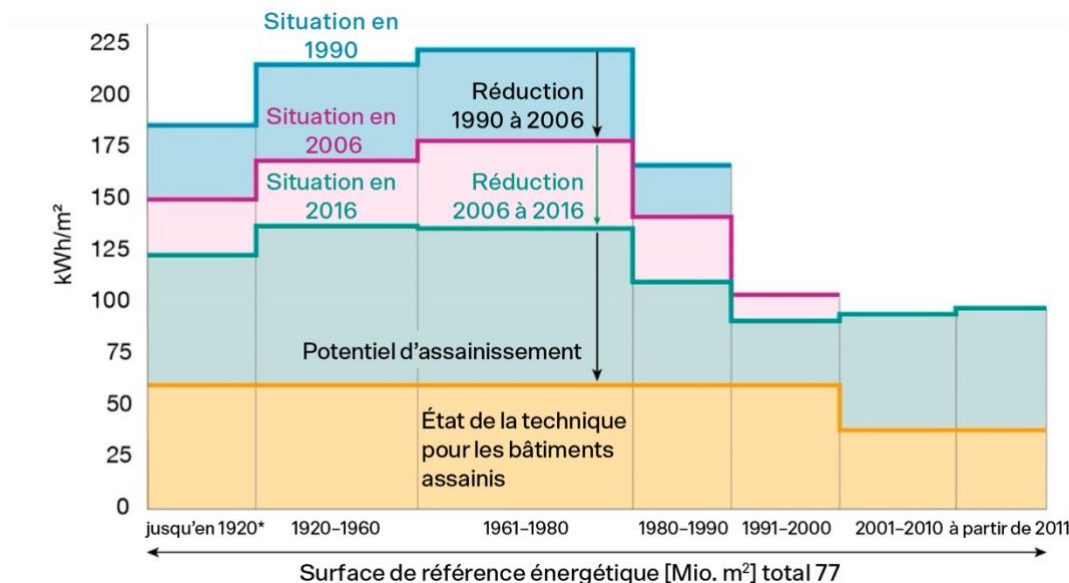 Situation en
1990
225
200
175
150
125
100
75
50
25
0
kWh/m²
Réduction
1990 à 2006
Situation en
2006
Situation en
2016
Réduction
2006 à 2016
Potentiel d’assainissement
État de la technique
pour les bâtiments
assainis
jusqu’en 1920* 1920–1960 1961–1980 1980–1990 1991–2000 2001–2010 à partir de 2011
Surface de référence énergétique [Mio. m²] total 77